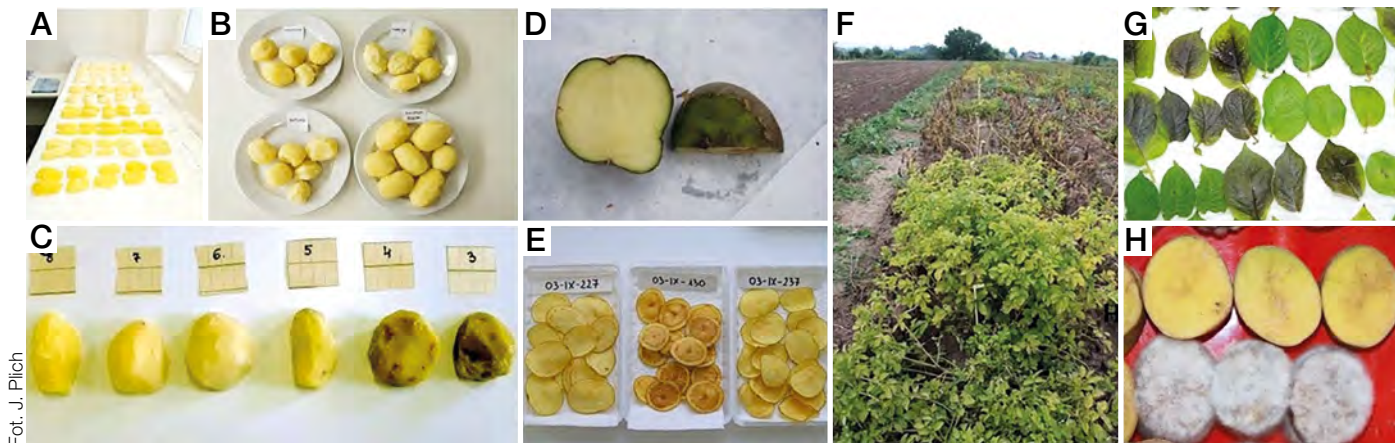 A
B
C
8
7
6.
5
4
3
D
E
03-IX-227
03-IX-130
03-IX-237
F
G
H
Fot. J. Plich